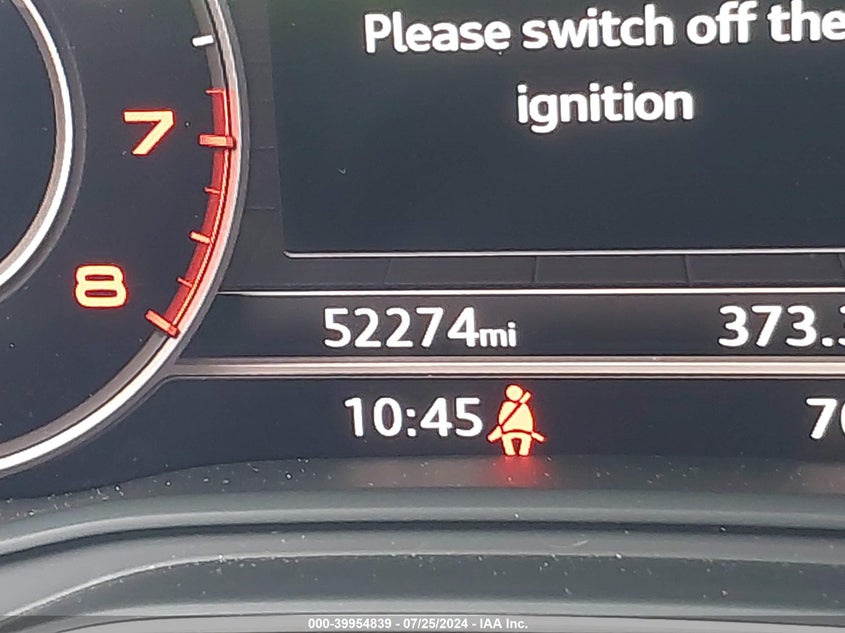 Please switch off the
ignition
7
8
52274mi
373.
10:45
000-39954839 - 07/25/2024 - IAA Inc.